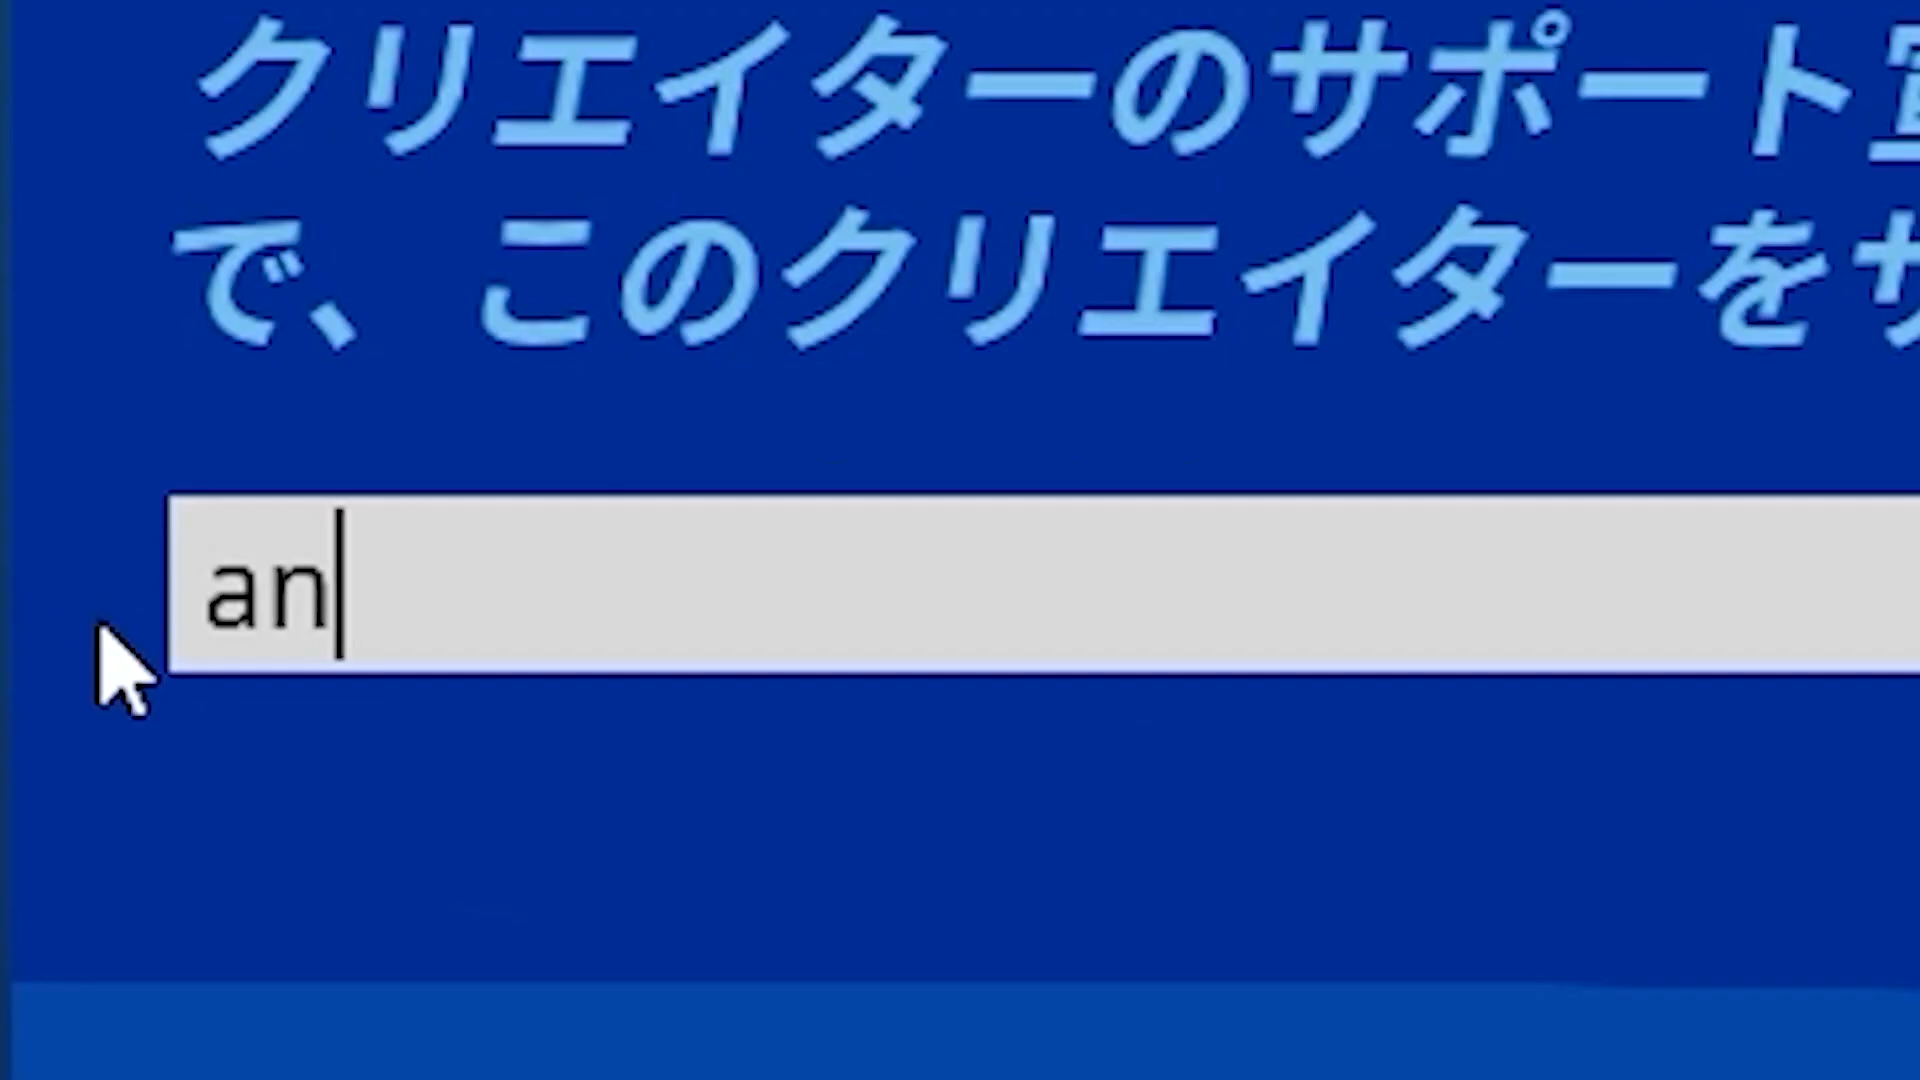 クリエイターのサポート
で、このクリエイターを
an